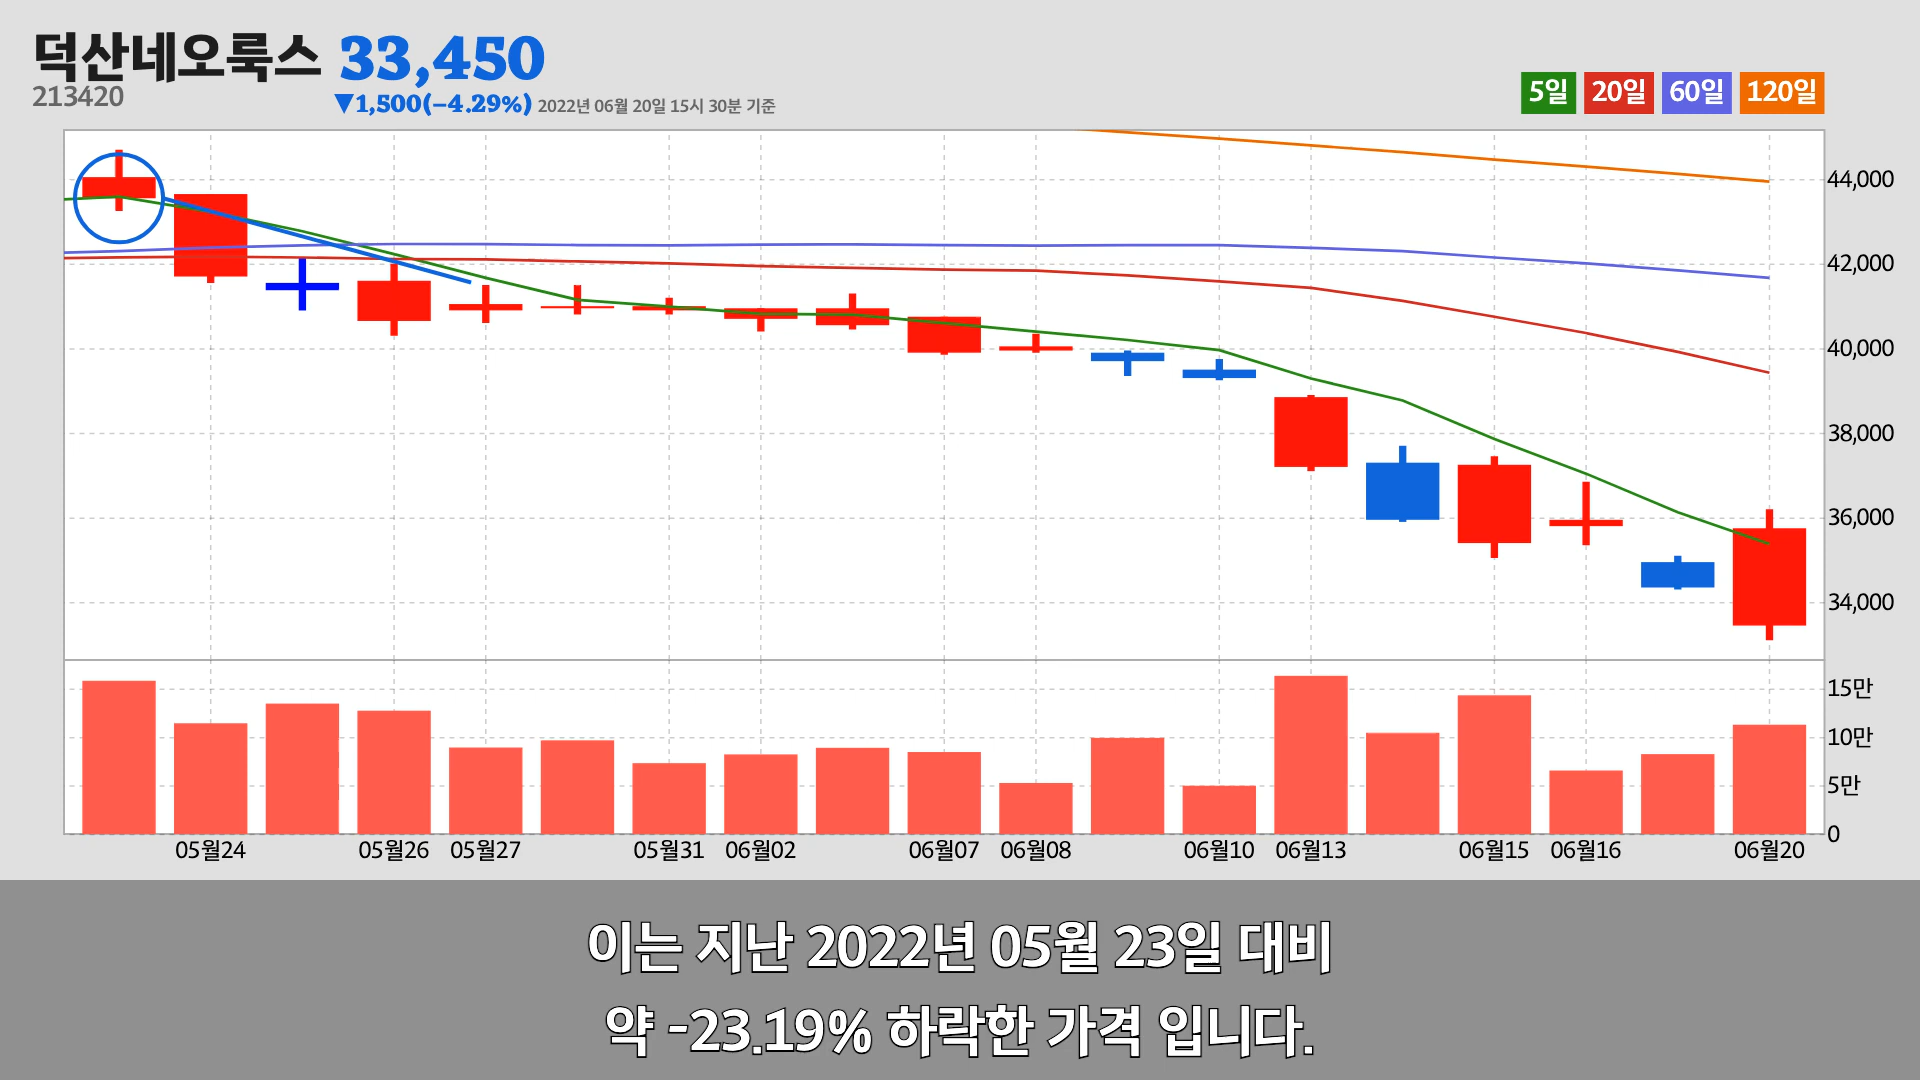 덕산네오룩스 33,450
213420
▼1,500(−4.29%) 2022년 06월 20일 15시 30분 기준
5일 20일 60일 120일
44,000
42,000
40,000
38,000
36,000
34,000
15만
10만
5만
0
05월24 05월26 05월27 05월31 06월02 06월07 06월08 06월10 06월13 06월15 06월16 06월20
이는 지난 2022년 05월 23일 대비
약 -23.19% 하락한 가격 입니다.